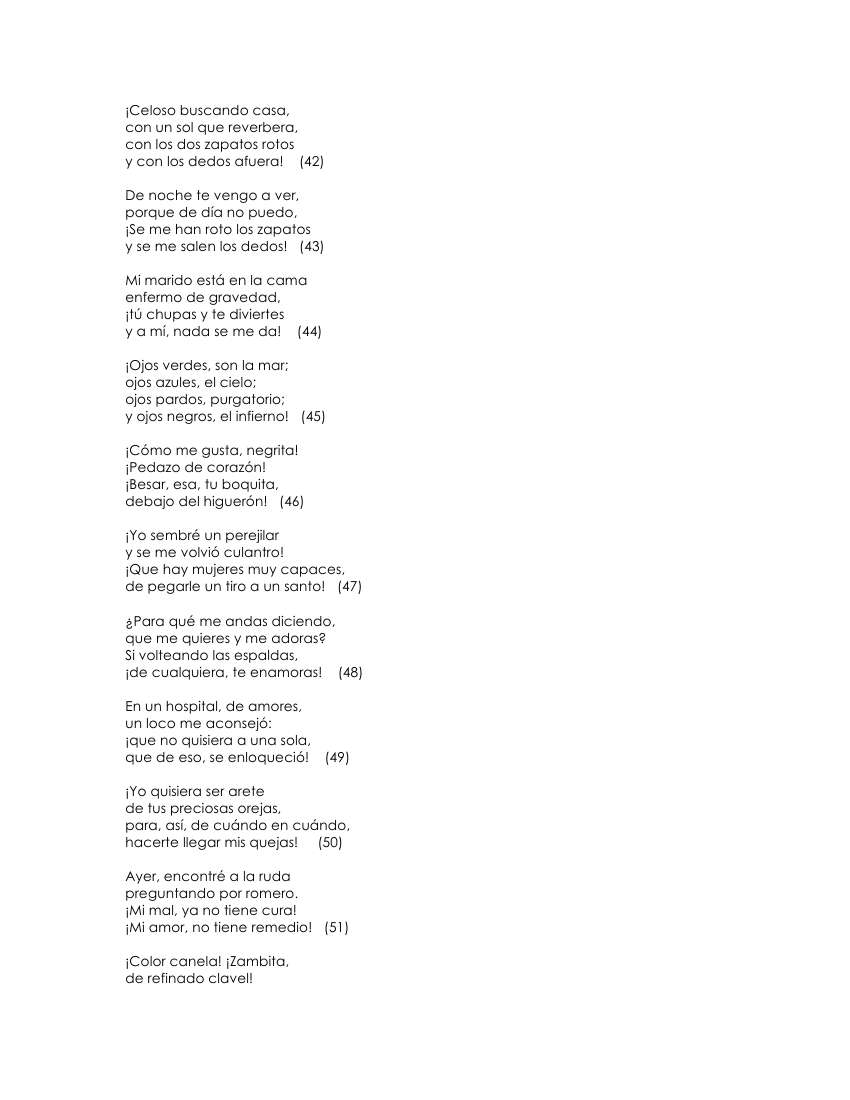 ¡Celoso buscando casa,
con un sol que reverbera,
con los dos zapatos rotos
y con los dedos afuera! (42)
De noche te vengo a ver,
porque de día no puedo,
¡Se me han roto los zapatos
y se me salen los dedos! (43)
Mi marido está en la cama
enfermo de gravedad,
¡tú chupas y te diviertes
y a mí, nada se me da! (44)
¡Ojos verdes, son la mar;
ojos azules, el cielo;
ojos pardos, purgatorio;
y ojos negros, el infierno! (45)
¡Cómo me gusta, negrita!
¡Pedazo de corazón!
¡Besar, esa, tu boquita,
debajo del higuerón! (46)
¡Yo sembré un perejilar
y se me volvió culantro!
¡Que hay mujeres muy capaces,
de pegarle un tiro a un santo! (47)
¿Para qué me andas diciendo,
que me quieres y me adoras?
Si volteando las espaldas,
¡de cualquiera, te enamoras! (48)
En un hospital, de amores,
un loco me aconsejó:
¡que no quisiera a una sola,
que de eso, se enloqueció! (49)
¡Yo quisiera ser arete
de tus preciosas orejas,
para, así, de cuándo en cuándo,
hacerte llegar mis quejas! (50)
Ayer, encontré a la ruda
preguntando por romero.
¡Mi mal, ya no tiene cura!
¡Mi amor, no tiene remedio! (51)
¡Color canela! ¡Zambita,
de refinado clavel!